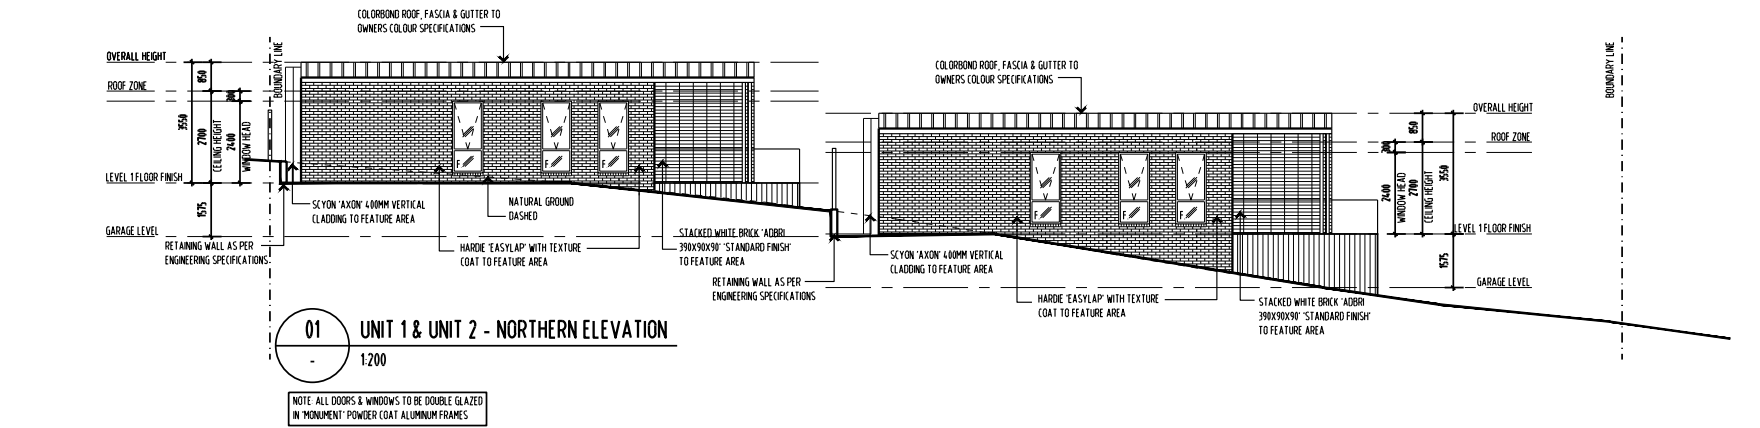 COLORBOND ROOF, FASCIA & GUTTER TO
OWNERS COLOUR SPECIFICATIONS
OVERALL HEIGHT
ROOF ZONE
LEVEL 1 FLOOR FINISH
GARAGE LEVEL
3550
850
2700
1575
CEILING HEIGHT
300
2400
WINDOW HEAD
BOUNDARY LINE
F
F
F
SCYON 'AXON' 400MM VERTICAL
CLADDING TO FEATURE AREA
NATURAL GROUND
DASHED
RETAINING WALL AS PER
ENGINEERING SPECIFICATIONS
HARDIE 'EASYLAP' WITH TEXTURE
COAT TO FEATURE AREA
STACKED WHITE BRICK 'ADBRI
390X90X90' 'STANDARD FINISH'
TO FEATURE AREA
COLORBOND ROOF, FASCIA & GUTTER TO
OWNERS COLOUR SPECIFICATIONS
F
F
F
SCYON 'AXON' 400MM VERTICAL
CLADDING TO FEATURE AREA
RETAINING WALL AS PER
ENGINEERING SPECIFICATIONS
HARDIE 'EASYLAP' WITH TEXTURE
COAT TO FEATURE AREA
STACKED WHITE BRICK 'ADBRI
390X90X90' 'STANDARD FINISH'
TO FEATURE AREA
300
2400
WINDOW HEAD
850
2700
CEILING HEIGHT
3550
1575
OVERALL HEIGHT
ROOF ZONE
LEVEL 1 FLOOR FINISH
GARAGE LEVEL
BOUNDARY LINE
01
-
UNIT 1 & UNIT 2 - NORTHERN ELEVATION
1:200
NOTE: ALL DOORS & WINDOWS TO BE DOUBLE GLAZED
IN 'MONUMENT' POWDER COAT ALUMINUM FRAMES